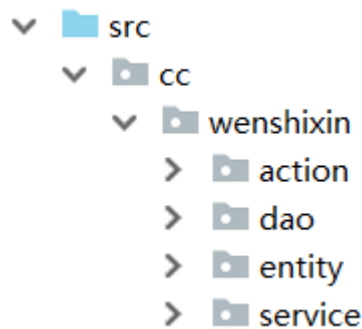 src
cc
wenshixin
action
dao
entity
service